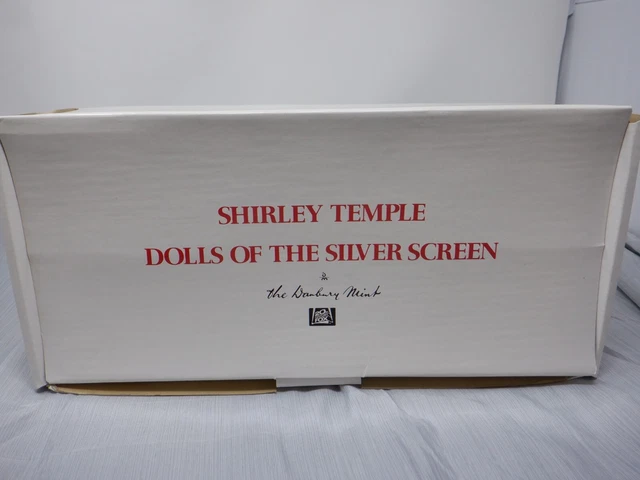 SHIRLEY TEMPLE
DOLLS OF THE SILVER SCREEN
the Danbury Mint